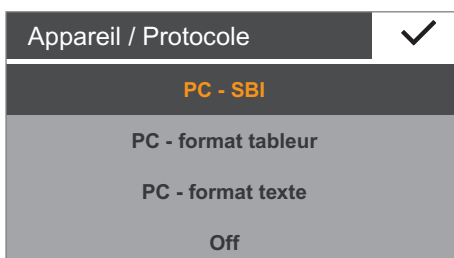 Appareil / Protocole
PC - SBI
PC - format tableur
PC - format texte
Off